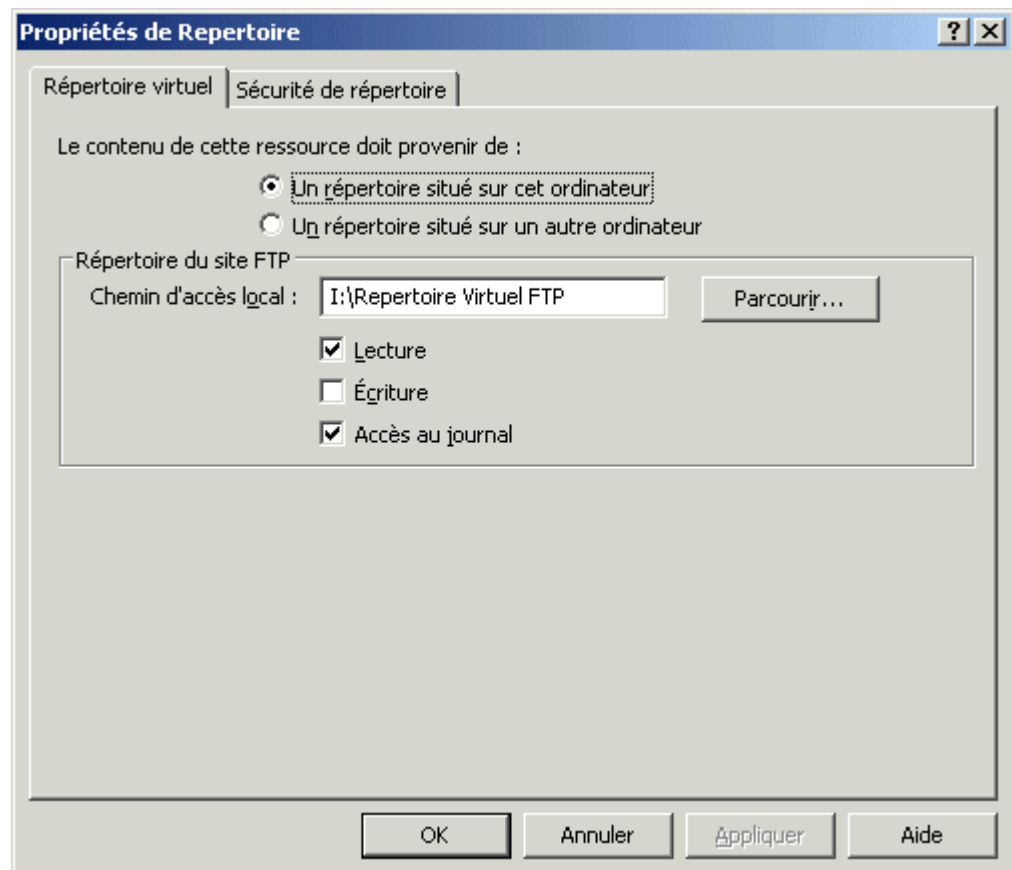 Propriétés de Repertoire
Répertoire virtuel
Sécurité de répertoire
Le contenu de cette ressource doit provenir de :
Un répertoire situé sur cet ordinateur
Un répertoire situé sur un autre ordinateur
Répertoire du site FTP
Chemin d'accès local :
I:\Repertoire Virtuel FTP
Parcourir...
Lecture
Écriture
Accès au journal
OK
Annuler
Appliquer
Aide